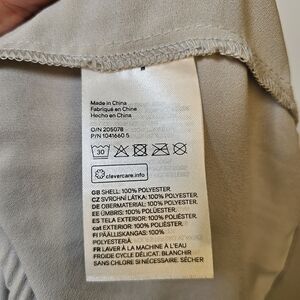 Made in China
Fabriqué en Chine
Hecho en China
O/N 205078
P/N 1041660 5
30
clevercare.info
GB SHELL: 100% POLYESTER.
CZ SVRCHNÍ LÁTKA: 100% POLYESTER.
DE OBERMATERIAL: 100% POLYESTER.
EE ÜMBRIS: 100% POLÜESTER.
ES TELA EXTERIOR: 100% POLIÉSTER.
cat EXTERIOR: 100% POLIÈSTER.
FI PÄÄLLISKANGAS: 100%
POLYESTERIÄ.
FR LAVER À LA MACHINE À L'EAU
FROIDE CYCLE DÉLICAT. BLANCHIR
SANS CHLORE SI NÉCESSAIRE. SÉCHER